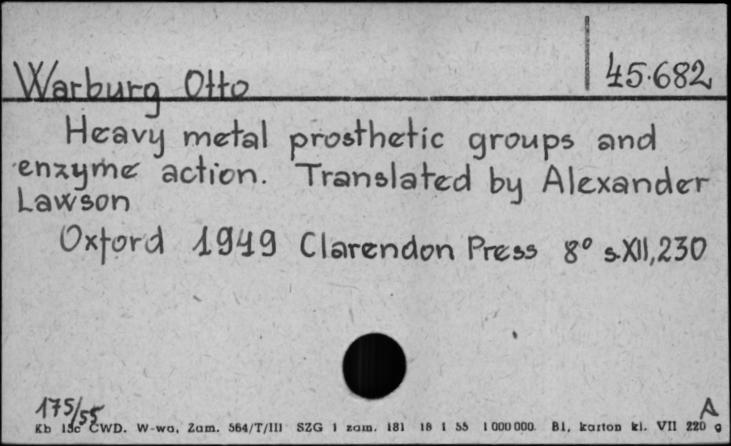 45.682
Warburg Otto
Heavy metal prosthetic groups and
enzyme action. Translated by Alexander
Lawson
Oxford 1949 Clarendon Press 8° s.XII,230
175/55
A
Kb 15c CWD. W-wa, Zam. 564/T/III SZG 1 zam. 181 18 1 55 1 000 000. B1, karton kl. VII 220 g